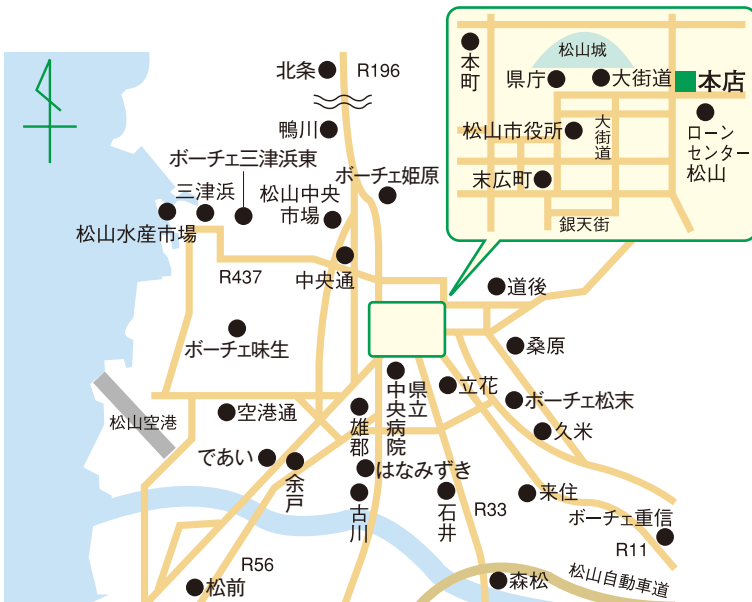 北条
R196
鴨川
ボーチェ三津浜東
三津浜
松山中央
市場
ボーチェ姫原
松山水産市場
R437
中央通
道後
ボーチェ味生
桑原
松山空港
空港通
県立
中央病院
立花
ボーチェ松末
雄郡
久米
であい
余戸
はなみずき
古川
石井
R33
来住
ボーチェ重信
R11
R56
松前
森松
松山自動車道
本町
松山城
県庁
大街道
本店
松山市役所
大街道
ローン
センター
松山
末広町
銀天街